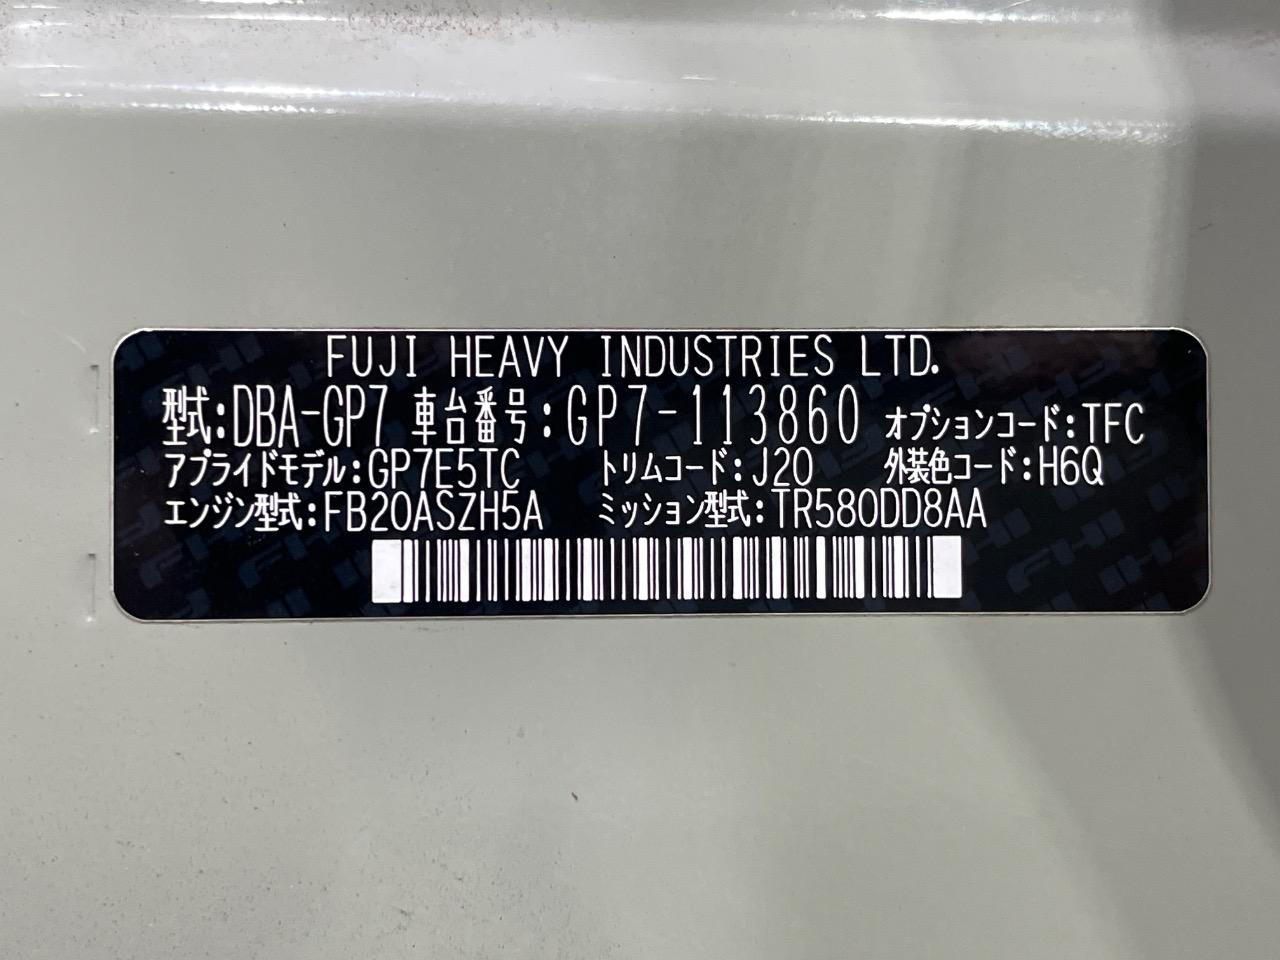 FUJI HEAVY INDUSTRIES LTD.
型式:DBA-GP7 車台番号:GP7-113860 オプションコード:TFC
アプライドモデル:GP7E5TC トリムコード:J20 外装色コード:H6Q
エンジン型式:FB20ASZH5A ミッション型式:TR580DD8AA